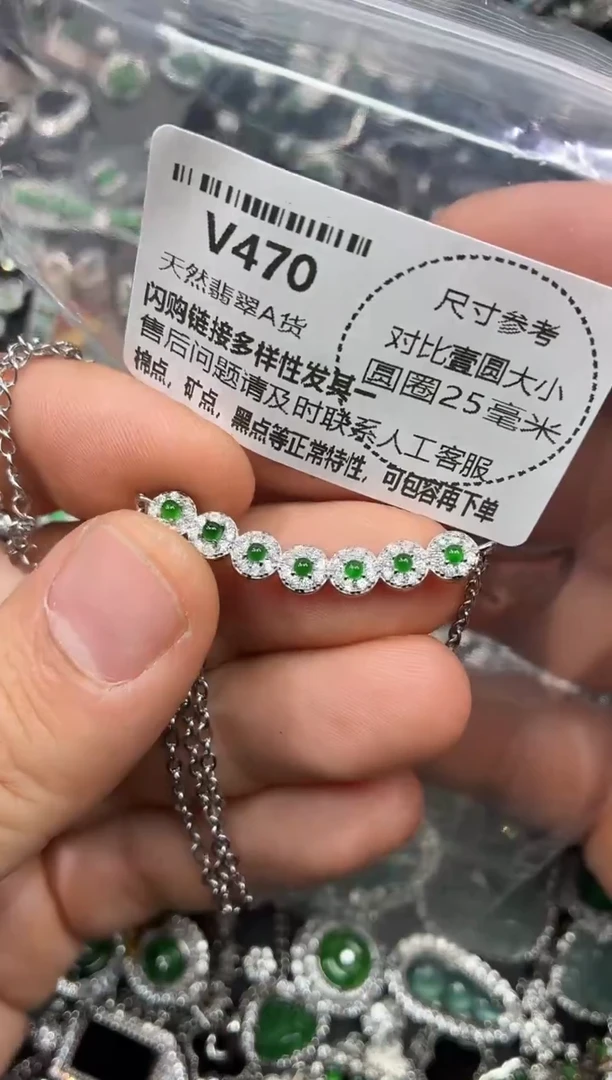 V470
天然翡翠A货
闪购链接多样性发其一
售后问题请及时联系人工客服
棉点，矿点，黑点等正常特性，可包容再下单
尺寸参考
对比壹圆大小
圆圈25毫米